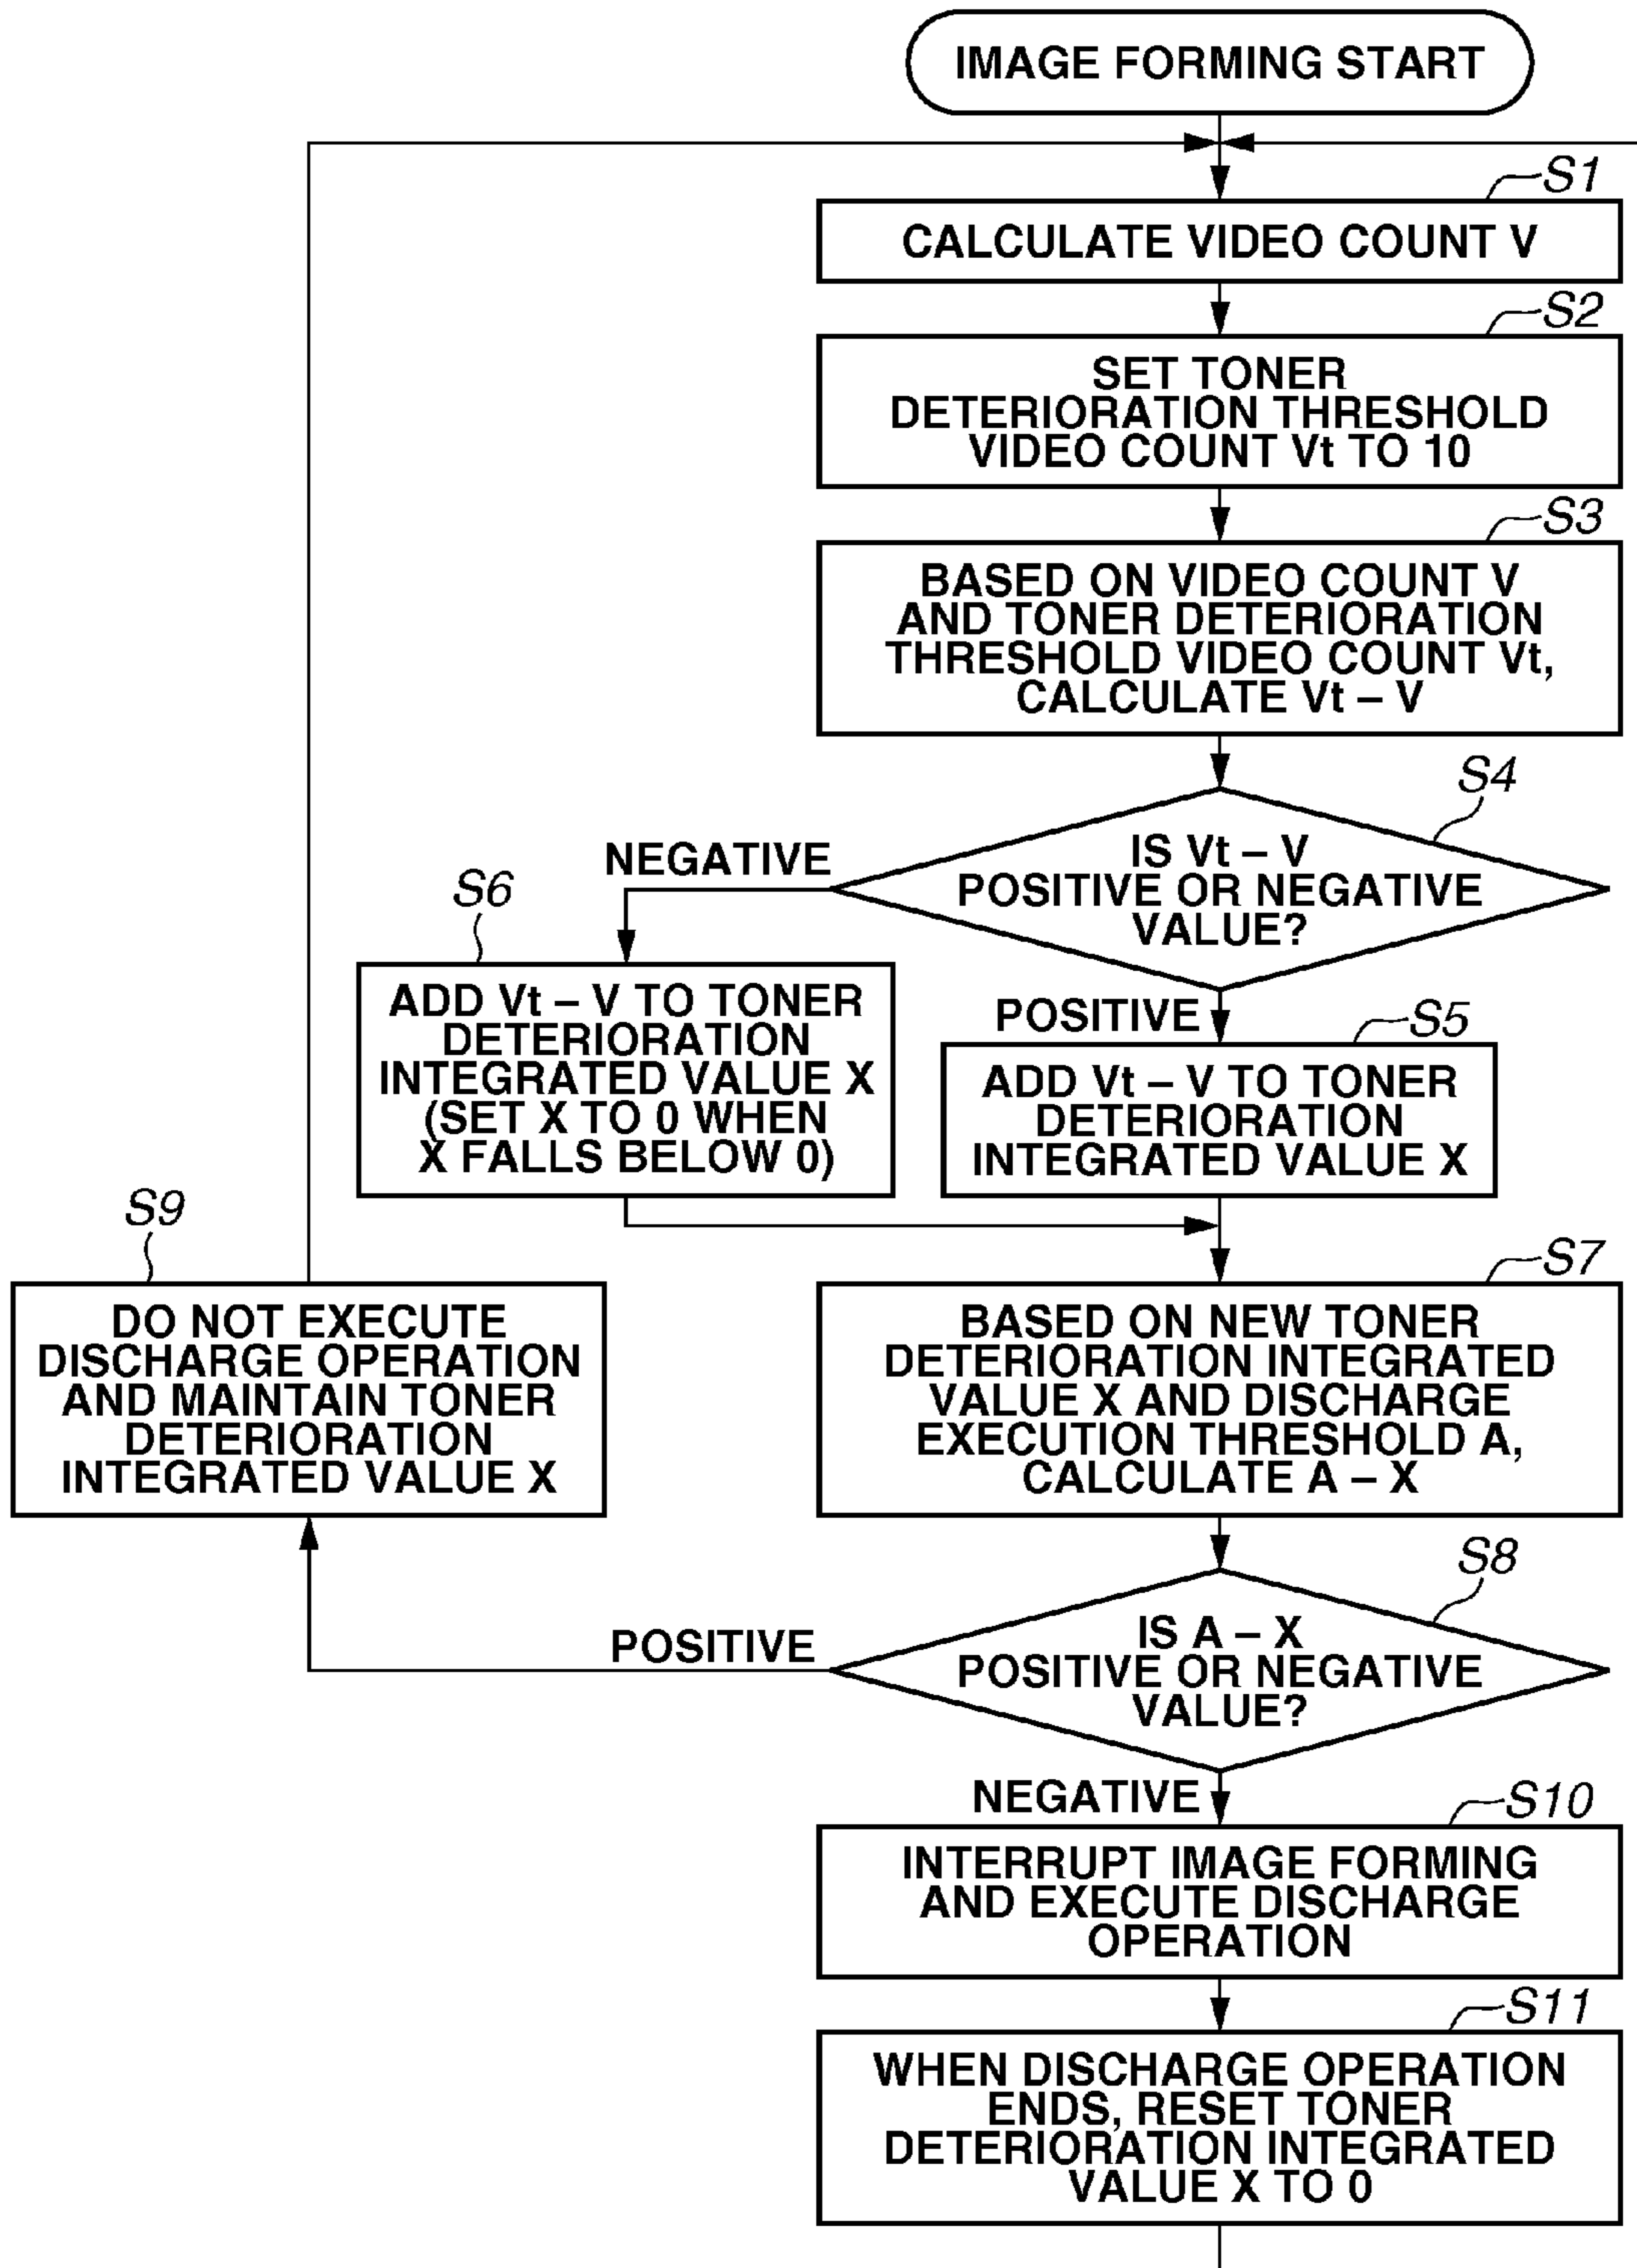 IMAGE FORMING START
S1
CALCULATE VIDEO COUNT V
S2
SET TONER
DETERIORATION THRESHOLD
VIDEO COUNT Vt TO 10
S3
BASED ON VIDEO COUNT V
AND TONER DETERIORATION
THRESHOLD VIDEO COUNT Vt,
CALCULATE Vt – V
S4
IS Vt – V
POSITIVE OR NEGATIVE
VALUE?
NEGATIVE
S6
ADD Vt – V TO TONER
DETERIORATION
INTEGRATED VALUE X
(SET X TO 0 WHEN
X FALLS BELOW 0)
POSITIVE
S5
ADD Vt – V TO TONER
DETERIORATION
INTEGRATED VALUE X
S7
BASED ON NEW TONER
DETERIORATION INTEGRATED
VALUE X AND DISCHARGE
EXECUTION THRESHOLD A,
CALCULATE A – X
S8
IS A – X
POSITIVE OR NEGATIVE
VALUE?
POSITIVE
S9
DO NOT EXECUTE
DISCHARGE OPERATION
AND MAINTAIN TONER
DETERIORATION
INTEGRATED VALUE X
NEGATIVE
S10
INTERRUPT IMAGE FORMING
AND EXECUTE DISCHARGE
OPERATION
S11
WHEN DISCHARGE OPERATION
ENDS, RESET TONER
DETERIORATION INTEGRATED
VALUE X TO 0